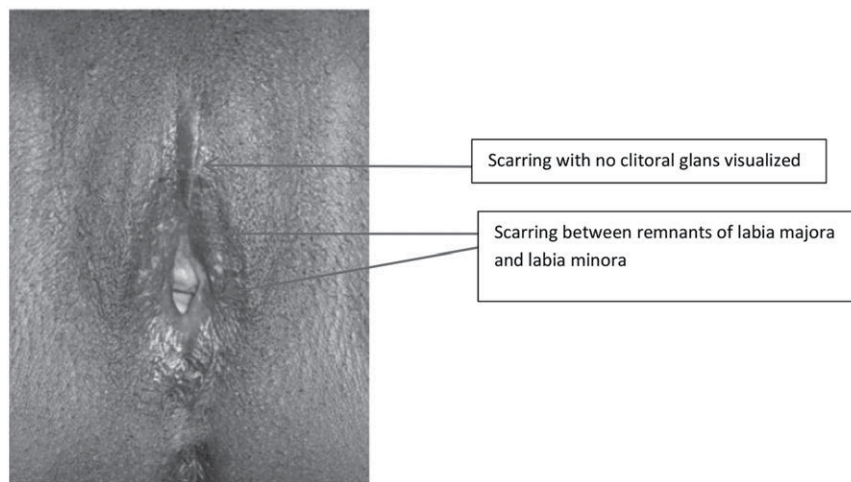 Scarring with no clitoral glans visualized
Scarring between remnants of labia majora
and labia minora